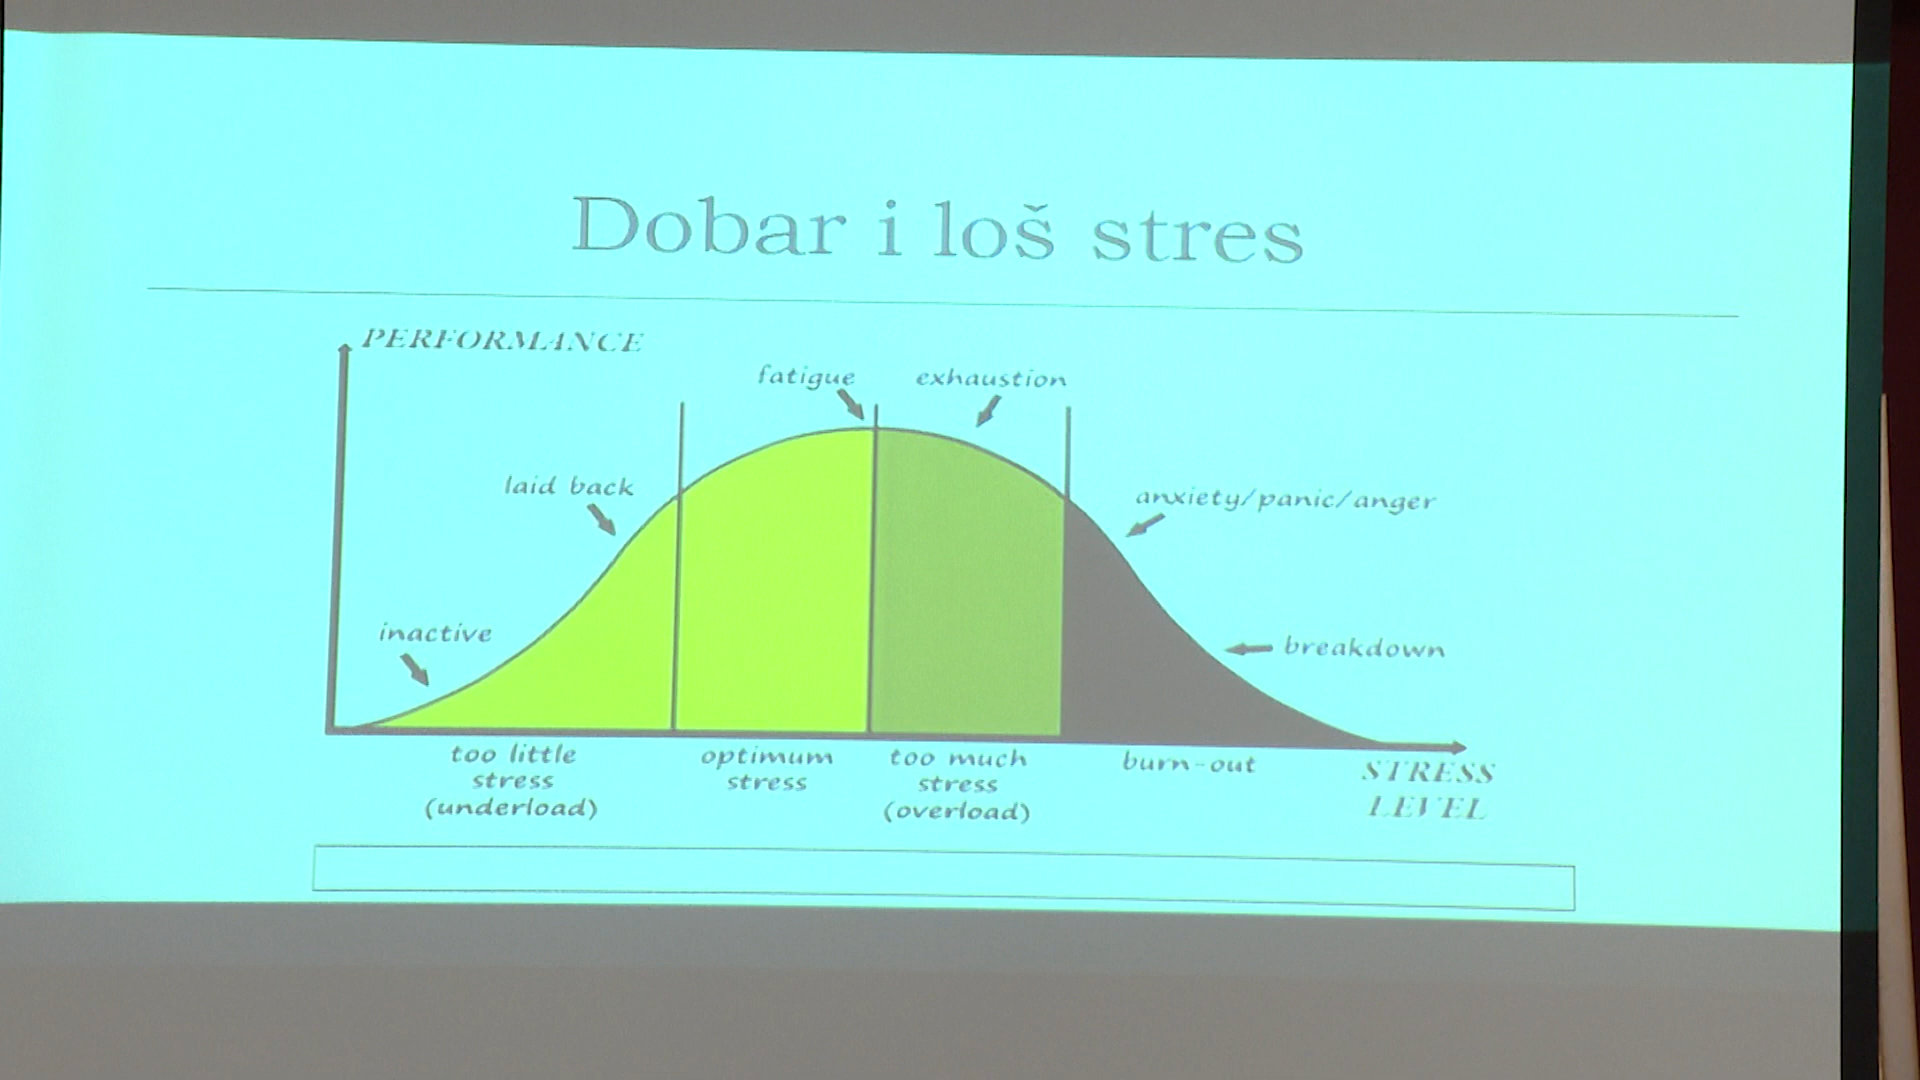 Dobar i loš stres
PERFORMANCE
fatigue
exhaustion
laid back
anxiety/panic/anger
inactive
breakdown
too little
stress
(underload)
optimum
stress
too much
stress
(overload)
burn-out
STRESS
LEVEL